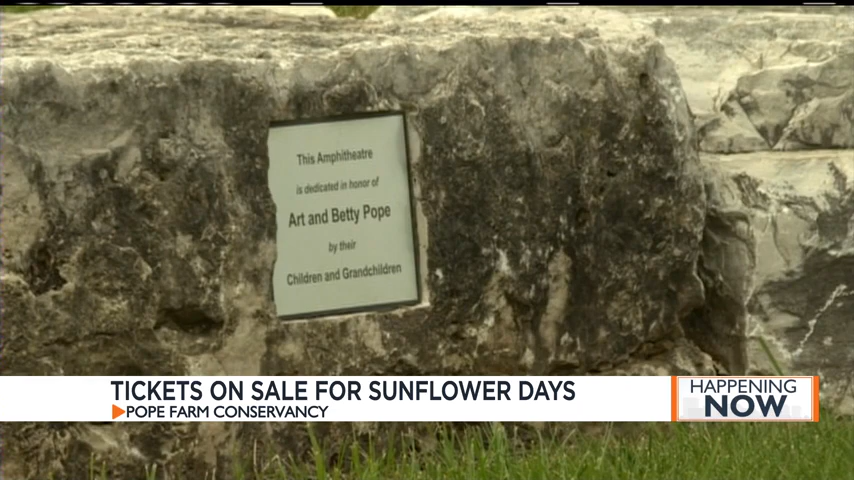 This Amphitheatre
is dedicated in honor of
Art and Betty Pope
by their
Children and Grandchildren
TICKETS ON SALE FOR SUNFLOWER DAYS
POPE FARM CONSERVANCY
HAPPENING
NOW